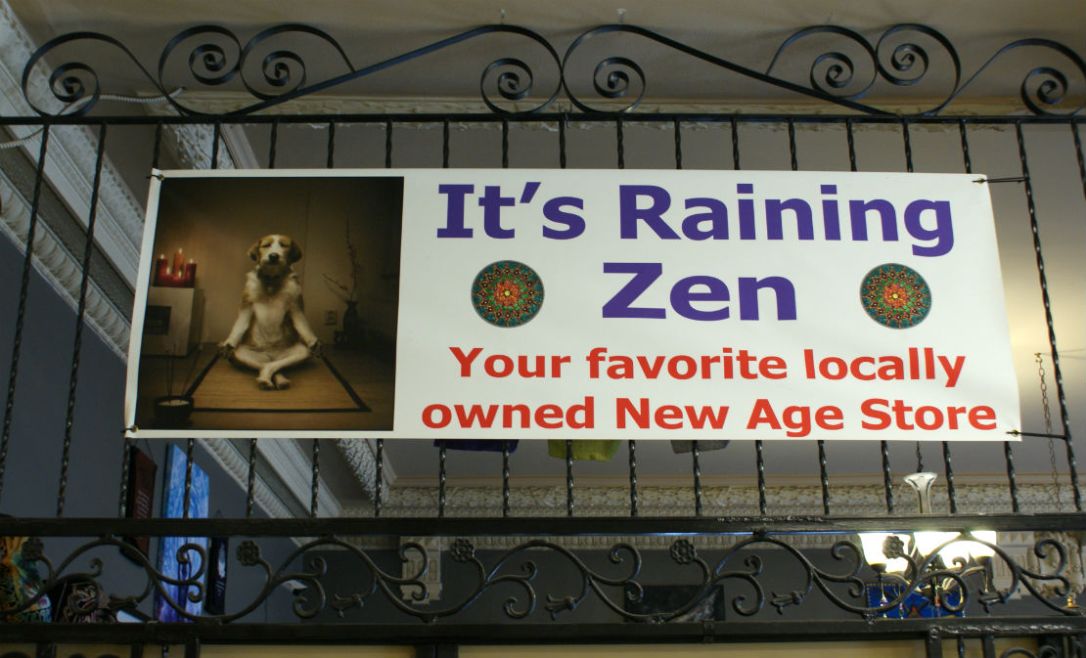 It's Raining
Zen
Your favorite locally
owned New Age Store